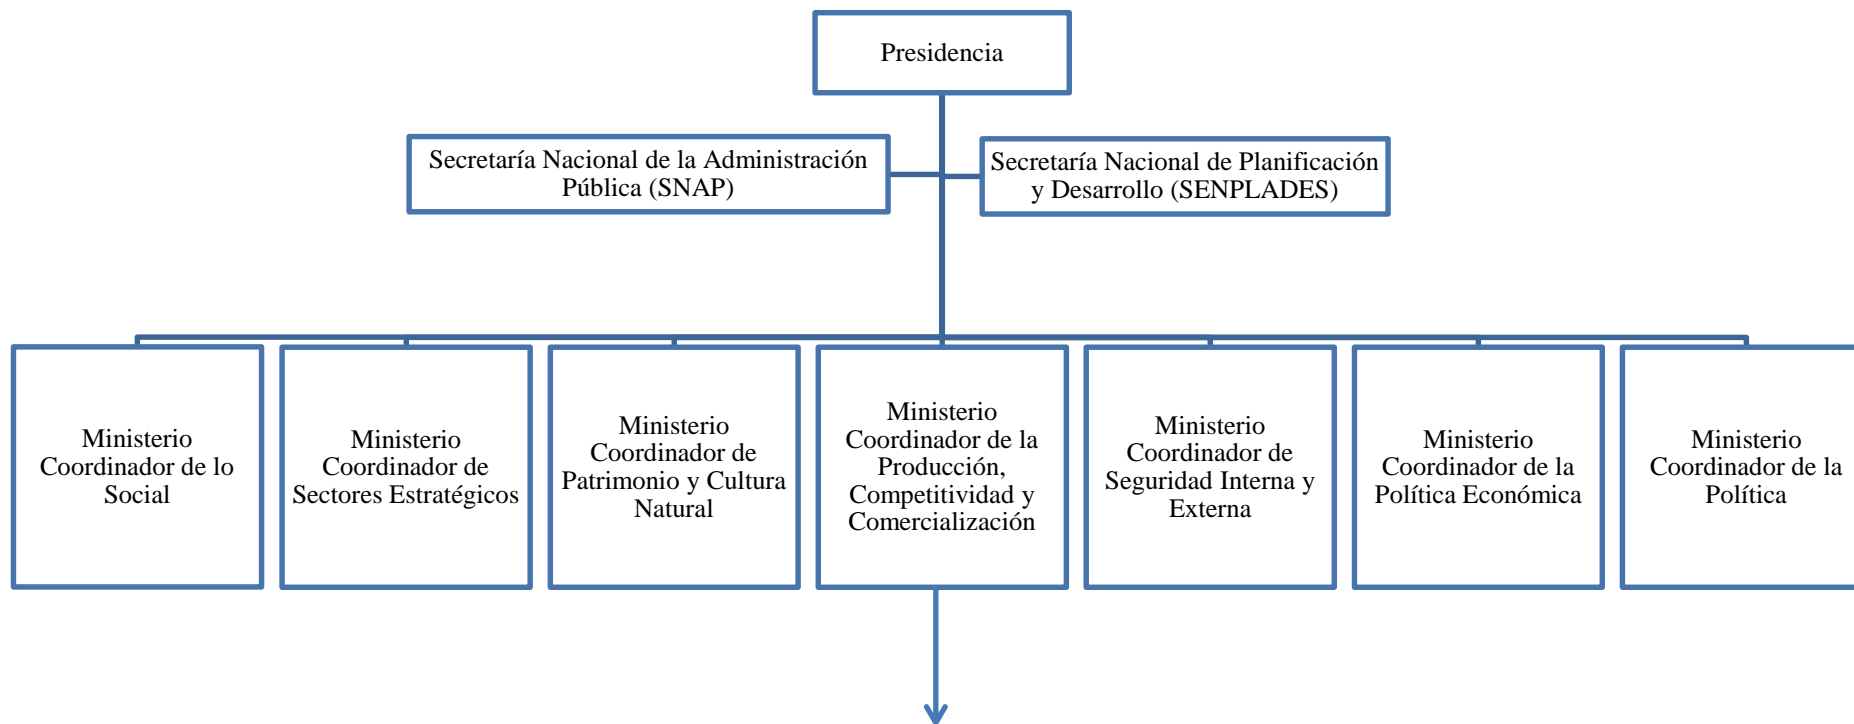 Presidencia
Secretaría Nacional de la Administración
Pública (SNAP)
Secretaría Nacional de Planificación
y Desarrollo (SENPLADES)
Ministerio
Coordinador de lo
Social
Ministerio
Coordinador de
Sectores Estratégicos
Ministerio
Coordinador de
Patrimonio y Cultura
Natural
Ministerio
Coordinador de la
Producción,
Competitividad y
Comercialización
Ministerio
Coordinador de
Seguridad Interna y
Externa
Ministerio
Coordinador de la
Política Económica
Ministerio
Coordinador de la
Política